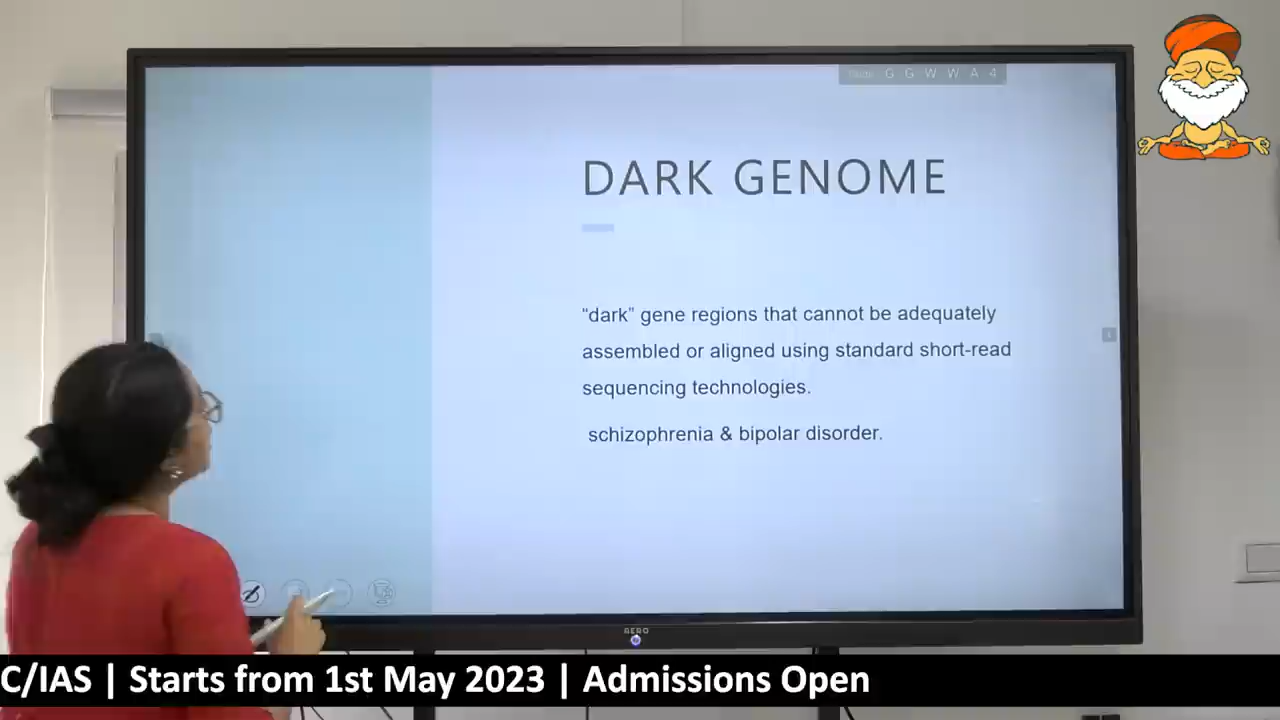 G G W W A 4
DARK GENOME
“dark” gene regions that cannot be adequately
assembled or aligned using standard short-read
sequencing technologies.
schizophrenia & bipolar disorder.
C/IAS | Starts from 1st May 2023 | Admissions Open